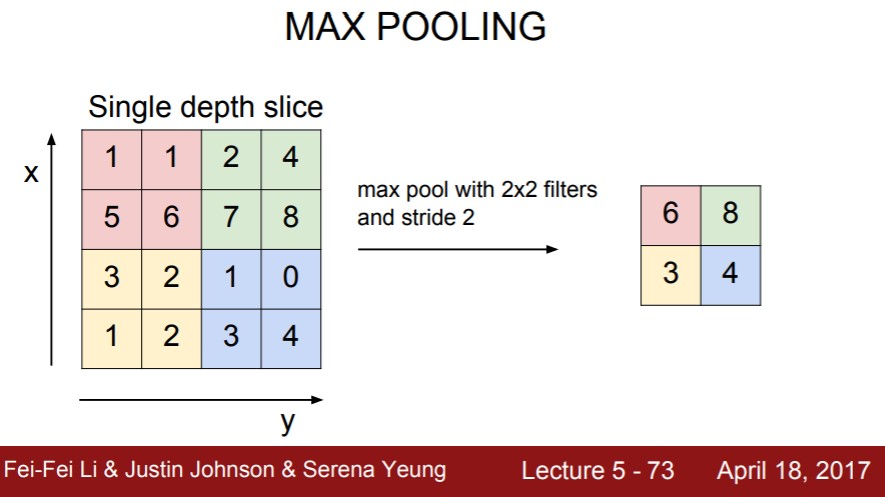 MAX POOLING
Single depth slice
x
1 1 2 4
5 6 7 8
3 2 1 0
1 2 3 4
y
max pool with 2x2 filters
and stride 2
6 8
3 4
Fei-Fei Li & Justin Johnson & Serena Yeung Lecture 5 - 73 April 18, 2017